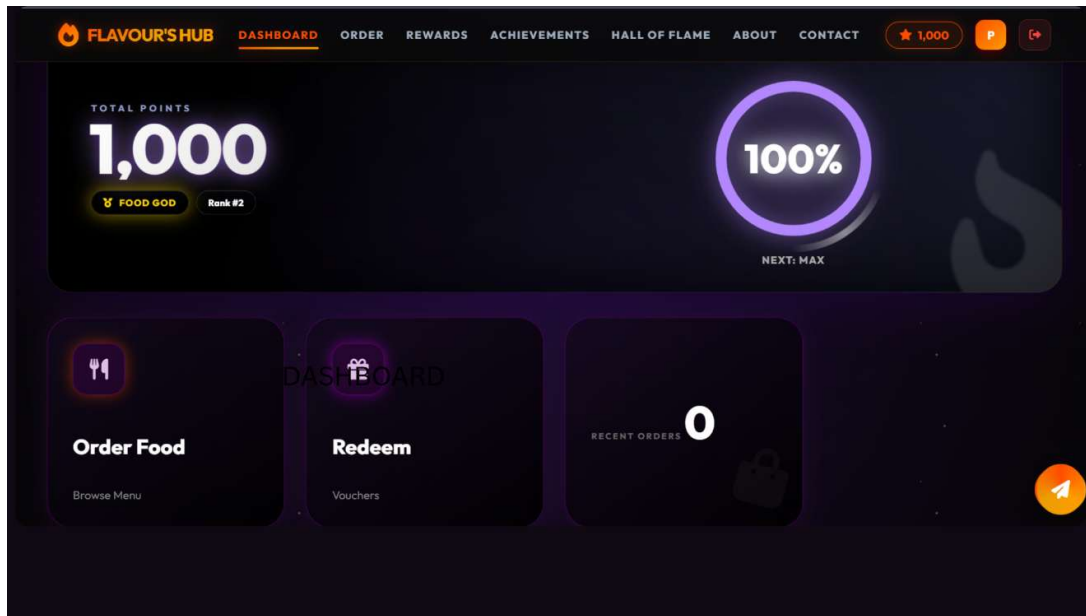 FLAVOUR'S HUB DASHBOARD ORDER REWARDS ACHIEVEMENTS HALL OF FLAME ABOUT CONTACT 1,000 P
TOTAL POINTS
1,000
FOOD GOD Rank #2
100%
NEXT: MAX
DASHBOARD
Order Food
Browse Menu
Redeem
Vouchers
RECENT ORDERS 0